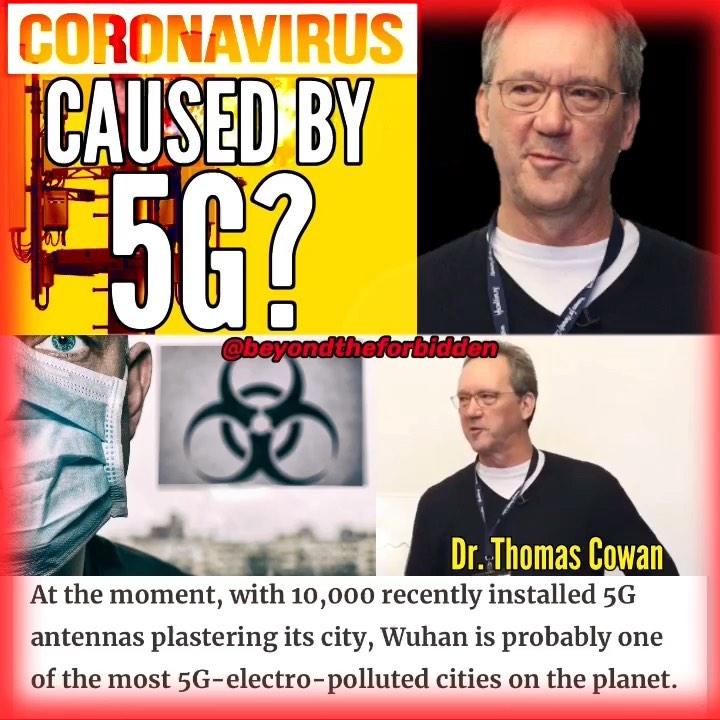 CORONAVIRUS
CAUSED BY
5G?
@beyondtheforbidden
Dr. Thomas Cowan
At the moment, with 10,000 recently installed 5G
antennas plastering its city, Wuhan is probably one
of the most 5G-electro-polluted cities on the planet.